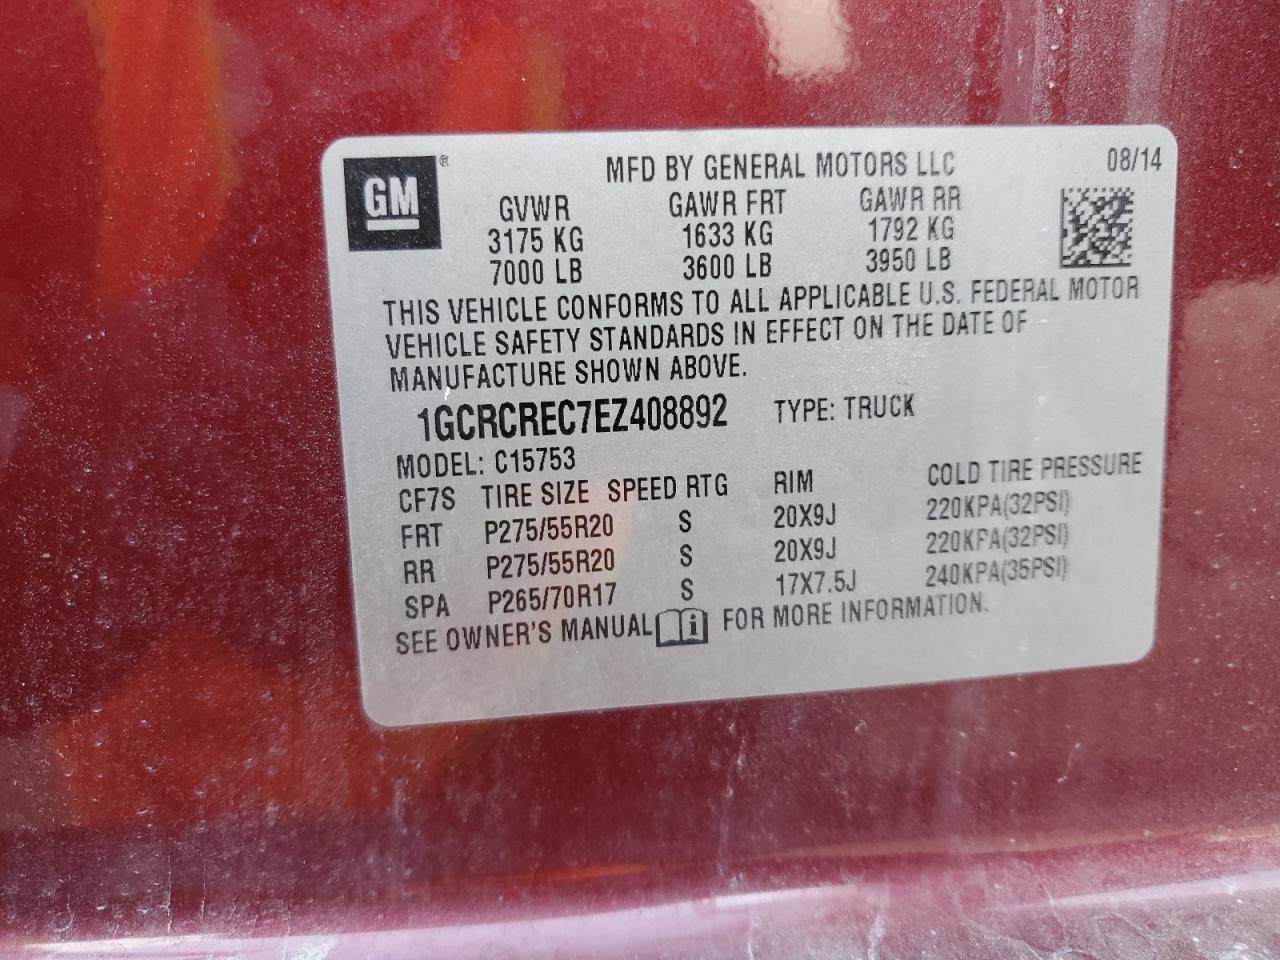 GM®
MFD BY GENERAL MOTORS LLC 08/14
GVWR GAWR FRT GAWR RR
3175 KG 1633 KG 1792 KG
7000 LB 3600 LB 3950 LB
THIS VEHICLE CONFORMS TO ALL APPLICABLE U.S. FEDERAL MOTOR
VEHICLE SAFETY STANDARDS IN EFFECT ON THE DATE OF
MANUFACTURE SHOWN ABOVE.
1GCRCREC7EZ408892 TYPE: TRUCK
MODEL: C15753
CF7S TIRE SIZE SPEED RTG RIM COLD TIRE PRESSURE
FRT P275/55R20 S 20X9J 220KPA(32PSI)
RR P275/55R20 S 20X9J 220KPA(32PSI)
SPA P265/70R17 S 17X7.5J 240KPA(35PSI)
SEE OWNER'S MANUAL i FOR MORE INFORMATION.